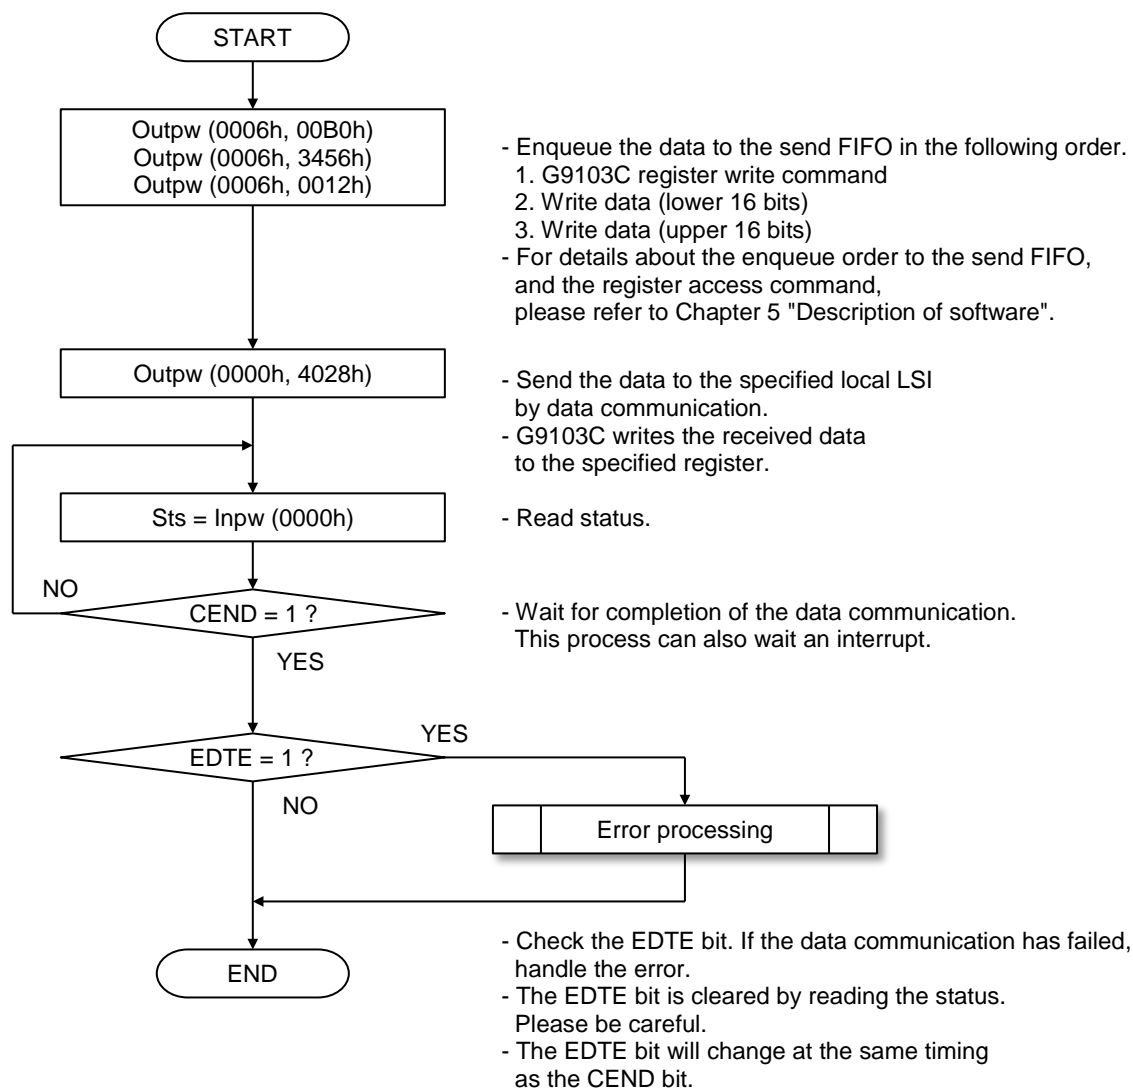 START
Outpw (0006h, 00B0h)
Outpw (0006h, 3456h)
Outpw (0006h, 0012h)
- Enqueue the data to the send FIFO in the following order.
1. G9103C register write command
2. Write data (lower 16 bits)
3. Write data (upper 16 bits)
- For details about the enqueue order to the send FIFO,
and the register access command,
please refer to Chapter 5 "Description of software".
Outpw (0000h, 4028h)
- Send the data to the specified local LSI
by data communication.
- G9103C writes the received data
to the specified register.
Sts = Inpw (0000h)
- Read status.
NO
CEND = 1 ?
- Wait for completion of the data communication.
This process can also wait an interrupt.
YES
YES
EDTE = 1 ?
NO
Error processing
END
- Check the EDTE bit. If the data communication has failed,
handle the error.
- The EDTE bit is cleared by reading the status.
Please be careful.
- The EDTE bit will change at the same timing
as the CEND bit.